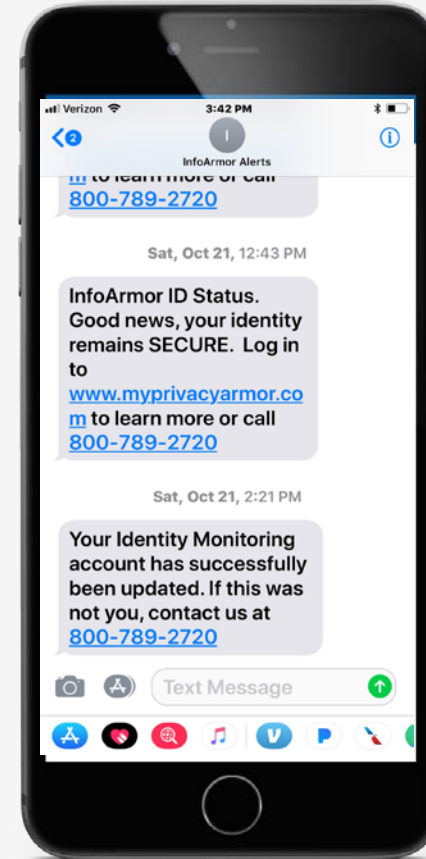 Verizon 3:42 PM
2
I
InfoArmor Alerts
m to learn more or call
800-789-2720
Sat, Oct 21, 12:43 PM
InfoArmor ID Status.
Good news, your identity
remains SECURE. Log in
to
www.myprivacyarmor.co
m to learn more or call
800-789-2720
Sat, Oct 21, 2:21 PM
Your Identity Monitoring
account has successfully
been updated. If this was
not you, contact us at
800-789-2720
Text Message